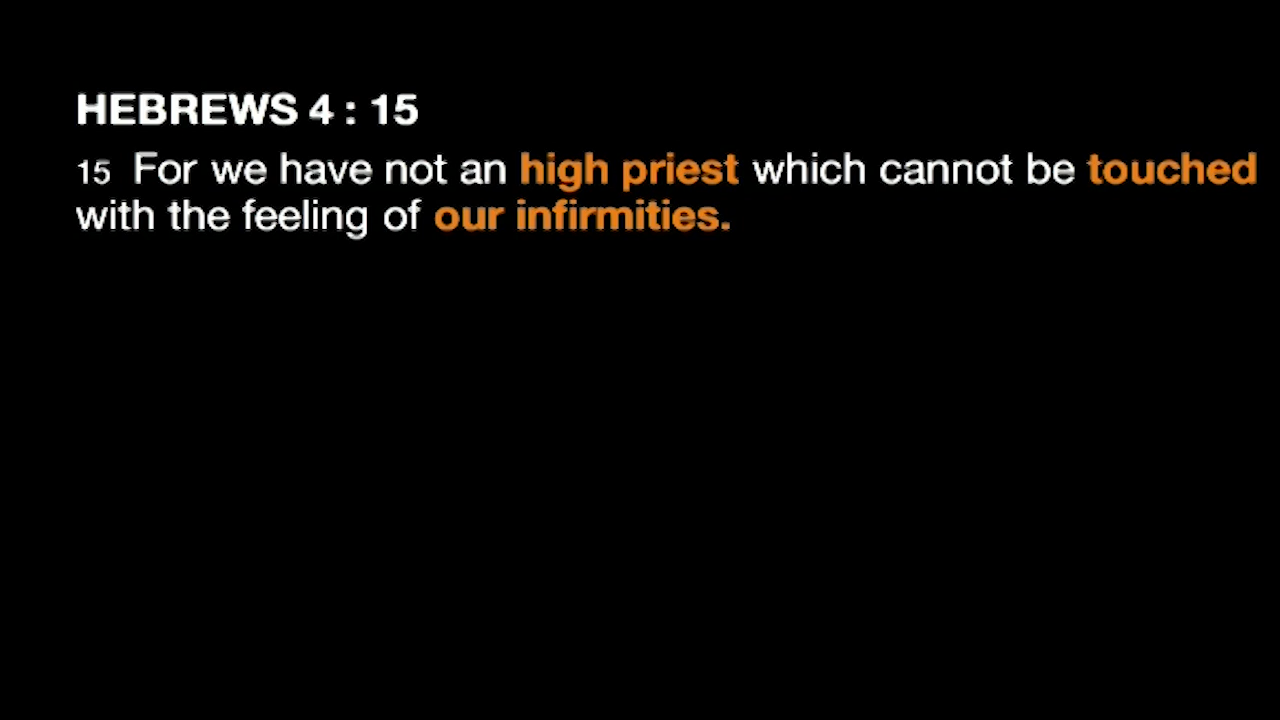 HEBREWS 4 : 15
15 For we have not an high priest which cannot be touched
with the feeling of our infirmities.